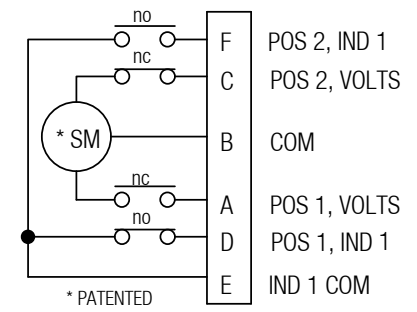 no
F POS 2, IND 1
nc
C POS 2, VOLTS
* SM
B COM
nc
A POS 1, VOLTS
no
D POS 1, IND 1
E IND 1 COM
* PATENTED